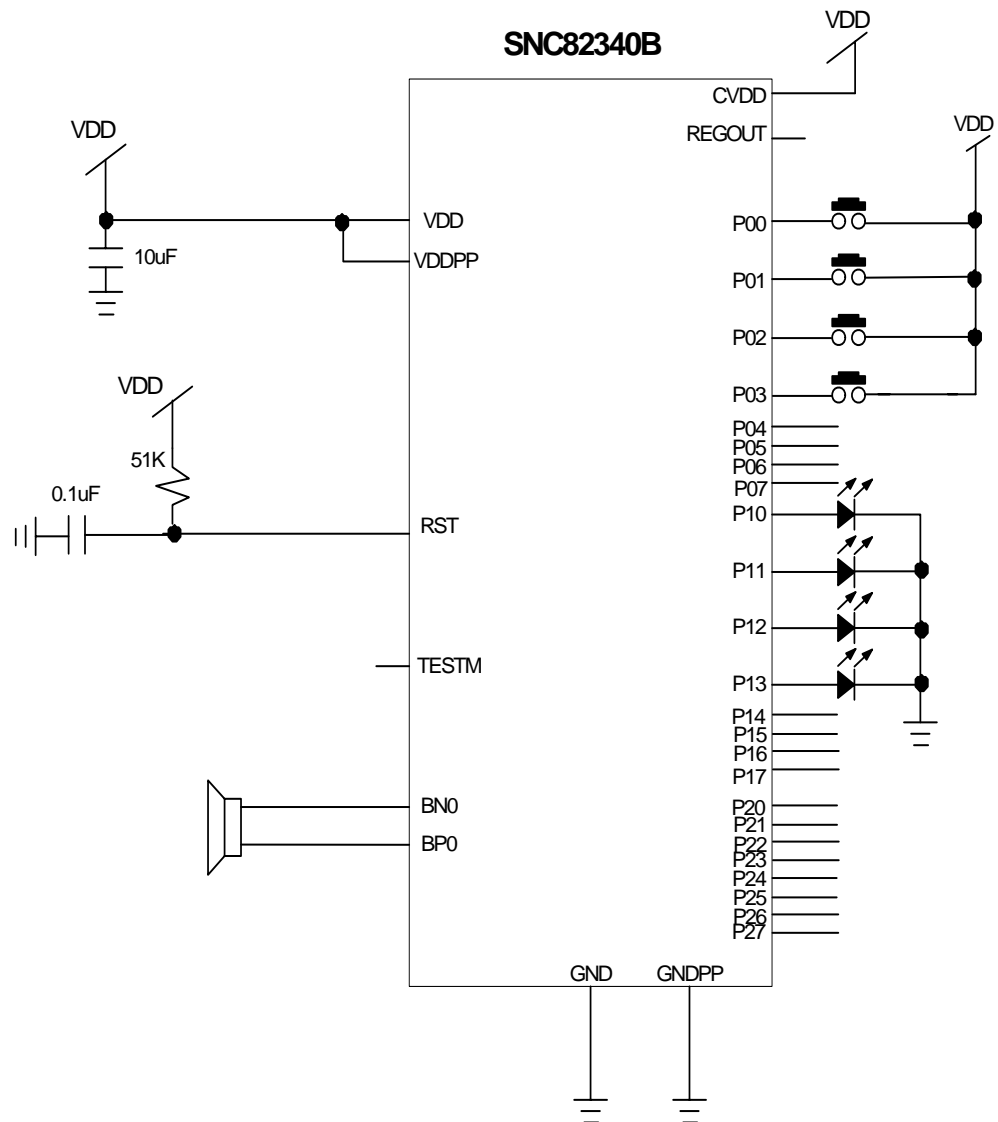 SNC82340B
VDD
CVDD
REGOUT
VDD
VDD
VDD
VDDPP
10uF
P00
P01
P02
P03
P04
P05
P06
P07
VDD
51K
0.1uF
RST
P10
P11
P12
P13
TESTM
P14
P15
P16
P17
BN0
BP0
P20
P21
P22
P23
P24
P25
P26
P27
GND
GNDPP